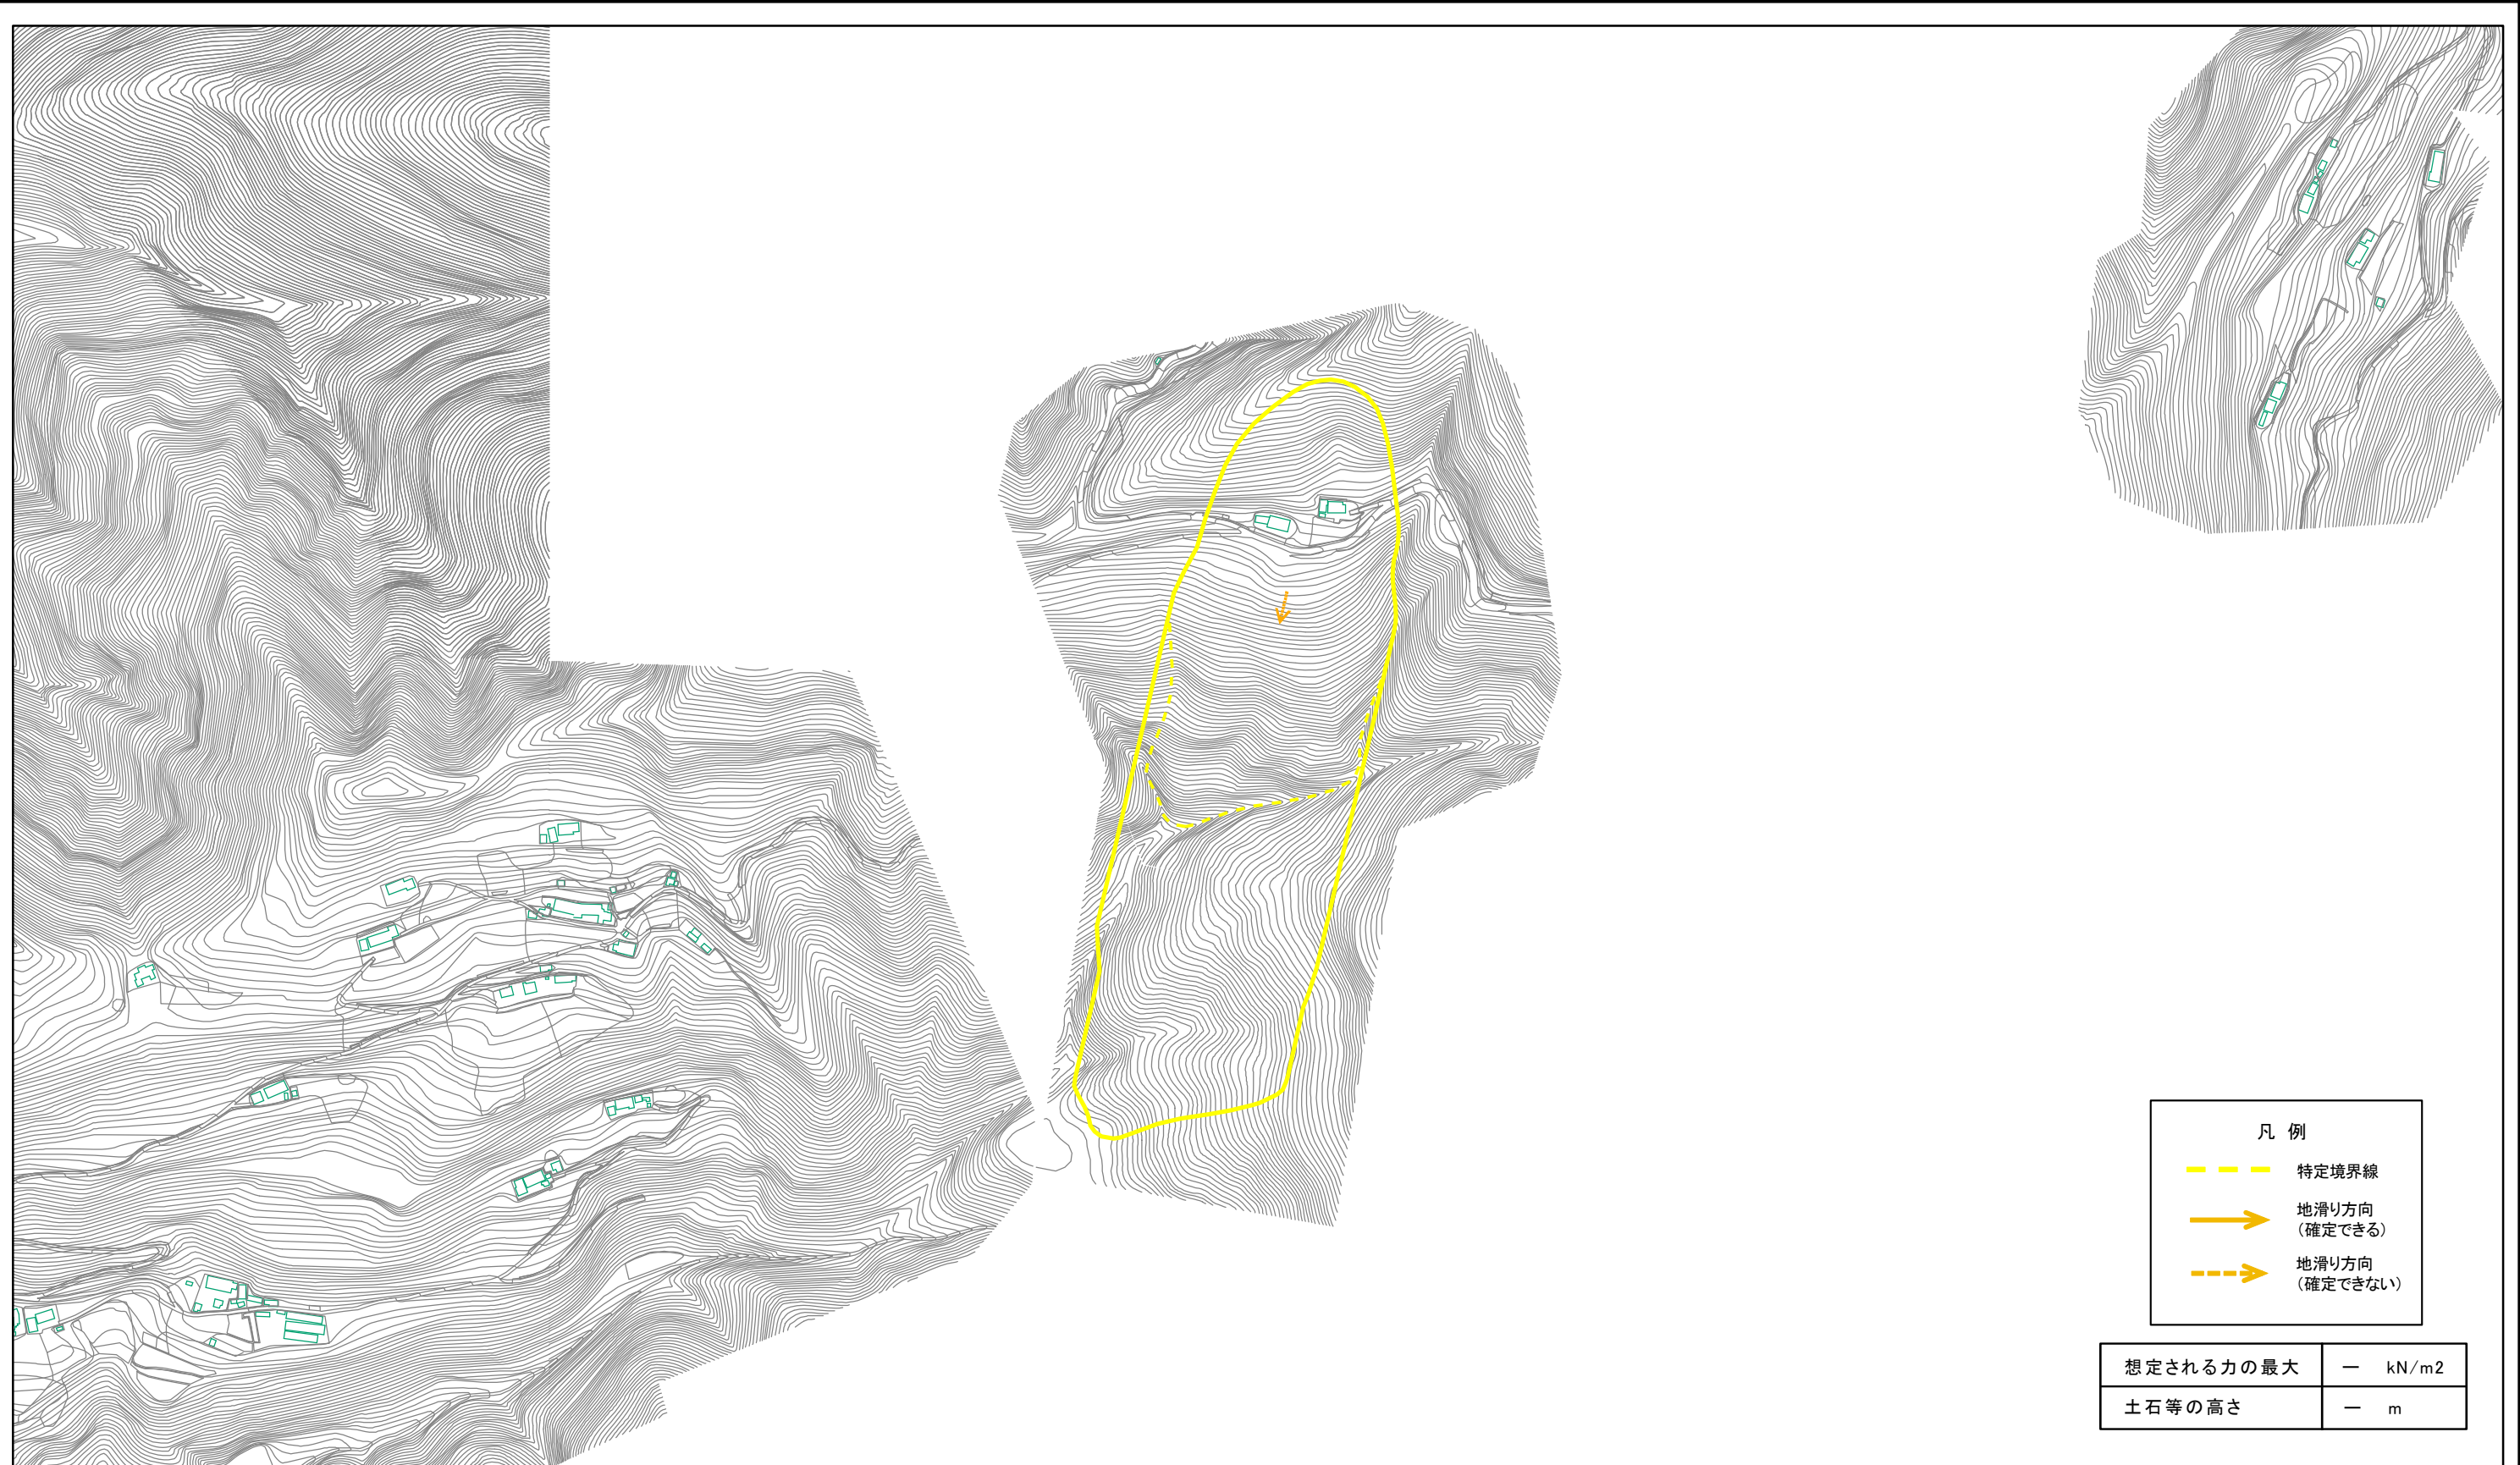 凡 例
特定境界線
地滑り方向
(確定できる)
地滑り方向
(確定できない)
想定される力の最大 ー kN/m2
土石等の高さ ー m